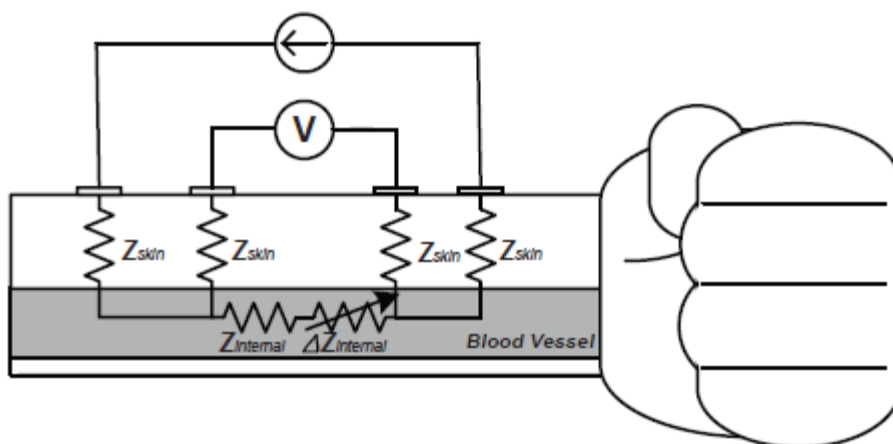 V
Zskin
Zskin
Zskin
Zskin
Zinternal
ΔZinternal
Blood Vessel